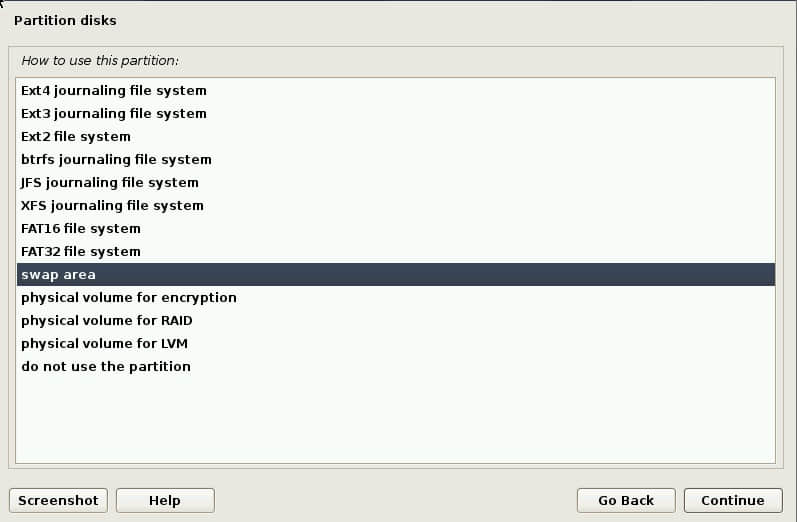 Partition disks
How to use this partition:
Ext4 journaling file system
Ext3 journaling file system
Ext2 file system
btrfs journaling file system
JFS journaling file system
XFS journaling file system
FAT16 file system
FAT32 file system
swap area
physical volume for encryption
physical volume for RAID
physical volume for LVM
do not use the partition
Screenshot Help Go Back Continue